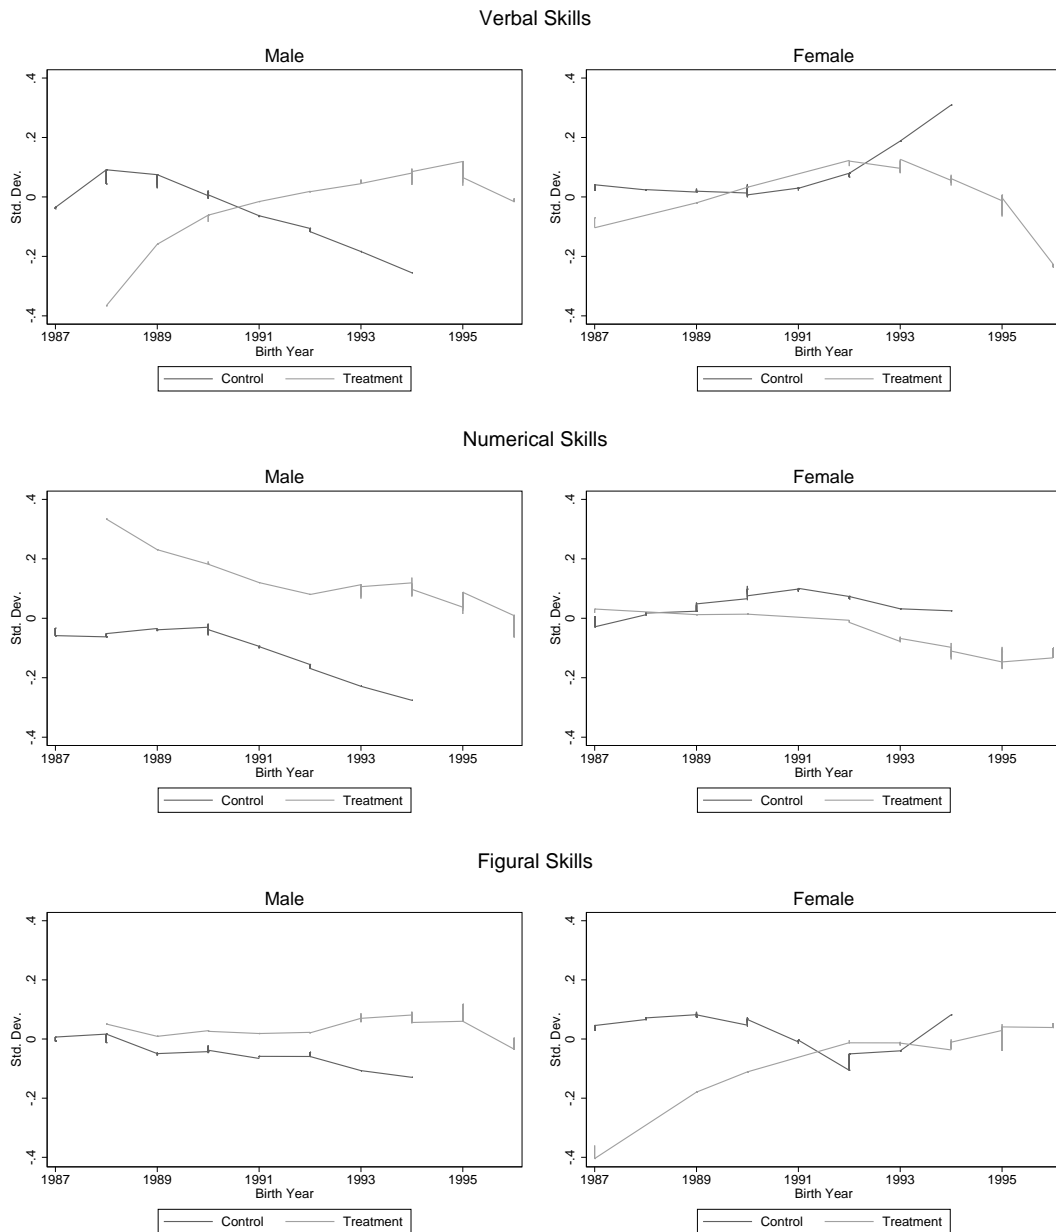 Verbal Skills
Male
Female
Std. Dev.
.4
.2
0
-.2
-.4
1987 1989 1991 1993 1995
Birth Year
Control Treatment
Std. Dev.
.4
.2
0
-.2
-.4
1987 1989 1991 1993 1995
Birth Year
Control Treatment
Numerical Skills
Male
Female
Std. Dev.
.4
.2
0
-.2
-.4
1987 1989 1991 1993 1995
Birth Year
Control Treatment
Std. Dev.
.4
.2
0
-.2
-.4
1987 1989 1991 1993 1995
Birth Year
Control Treatment
Figural Skills
Male
Female
Std. Dev.
.4
.2
0
-.2
-.4
1987 1989 1991 1993 1995
Birth Year
Control Treatment
Std. Dev.
.4
.2
0
-.2
-.4
1987 1989 1991 1993 1995
Birth Year
Control Treatment